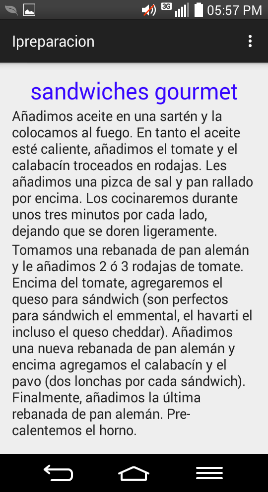 3G 05:57 PM
Ipreparacion
sandwiches gourmet
Añadimos aceite en una sartén y la
colocamos al fuego. En tanto el aceite
esté caliente, añadimos el tomate y el
calabacín troceados en rodajas. Les
añadimos una pizca de sal y pan rallado
por encima. Los cocinaremos durante
unos tres minutos por cada lado,
dejando que se doren ligeramente.
Tomamos una rebanada de pan alemán
y le añadimos 2 ó 3 rodajas de tomate.
Encima del tomate, agregaremos el
queso para sándwich (son perfectos
para sándwich el emmental, el havarti el
incluso el queso cheddar). Añadimos
una nueva rebanada de pan alemán y
encima agregamos el calabacín y el
pavo (dos lonchas por cada sándwich).
Finalmente, añadimos la última
rebanada de pan alemán. Pre-
calentemos el horno.